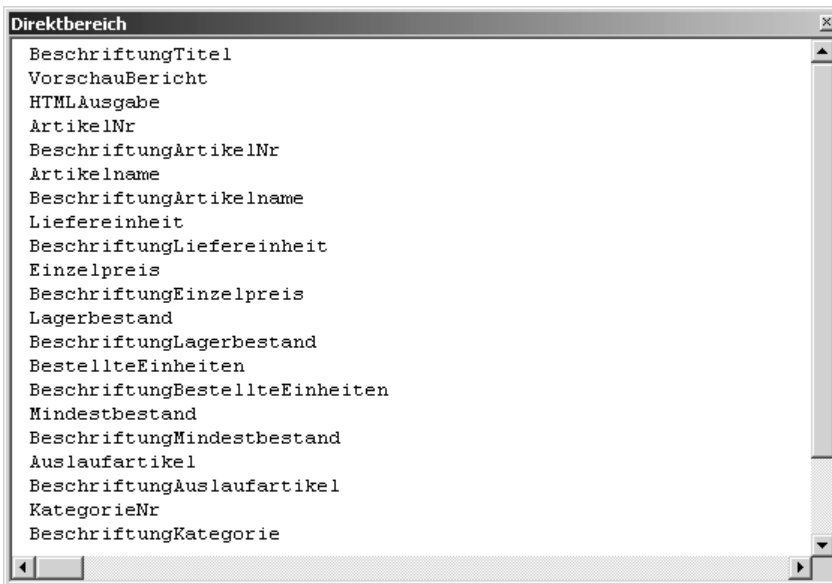 Direktbereich
BeschriftungTitel
VorschauBericht
HTMLAusgabe
ArtikelNr
BeschriftungArtikelNr
Artikelname
BeschriftungArtikelname
Liefereinheit
BeschriftungLiefereinheit
Einzelpreis
BeschriftungEinzelpreis
Lagerbestand
BeschriftungLagerbestand
BestellteEinheiten
BeschriftungBestellteEinheiten
Mindestbestand
BeschriftungMindestbestand
Auslaufartikel
BeschriftungAuslaufartikel
KategorieNr
BeschriftungKategorie